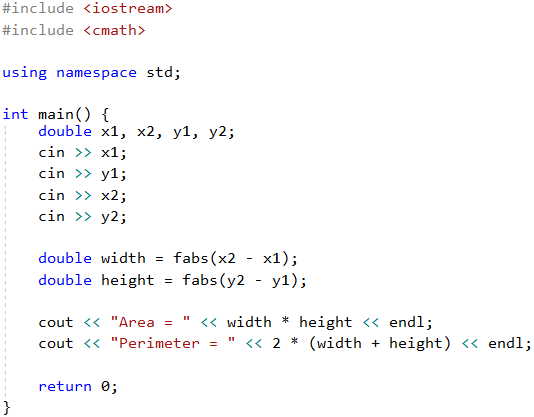 #include <iostream>
#include <cmath>

using namespace std;

int main() {
    double x1, x2, y1, y2;
    cin >> x1;
    cin >> y1;
    cin >> x2;
    cin >> y2;

    double width = fabs(x2 - x1);
    double height = fabs(y2 - y1);

    cout << "Area = " << width * height << endl;
    cout << "Perimeter = " << 2 * (width + height) << endl;

    return 0;
}